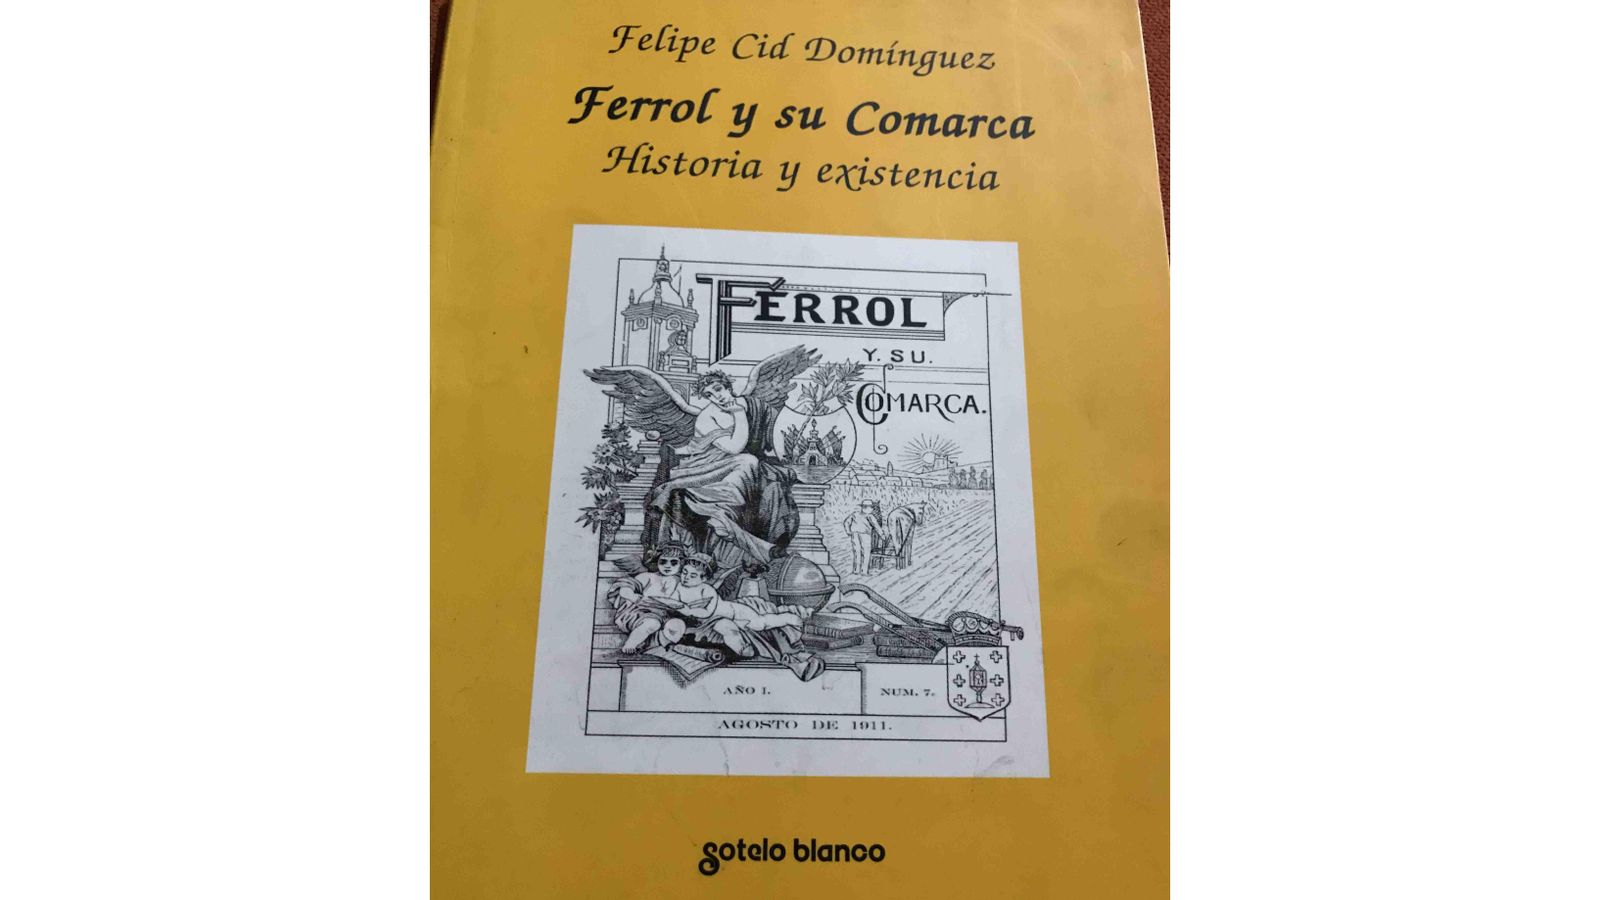 Felipe Cid Domínguez
Ferrol y su Comarca
Historia y existencia
FERROL
Y. SU.
COMARCA.
AÑO I.
NUM. 7.
AGOSTO DE 1911.
sotelo blanco